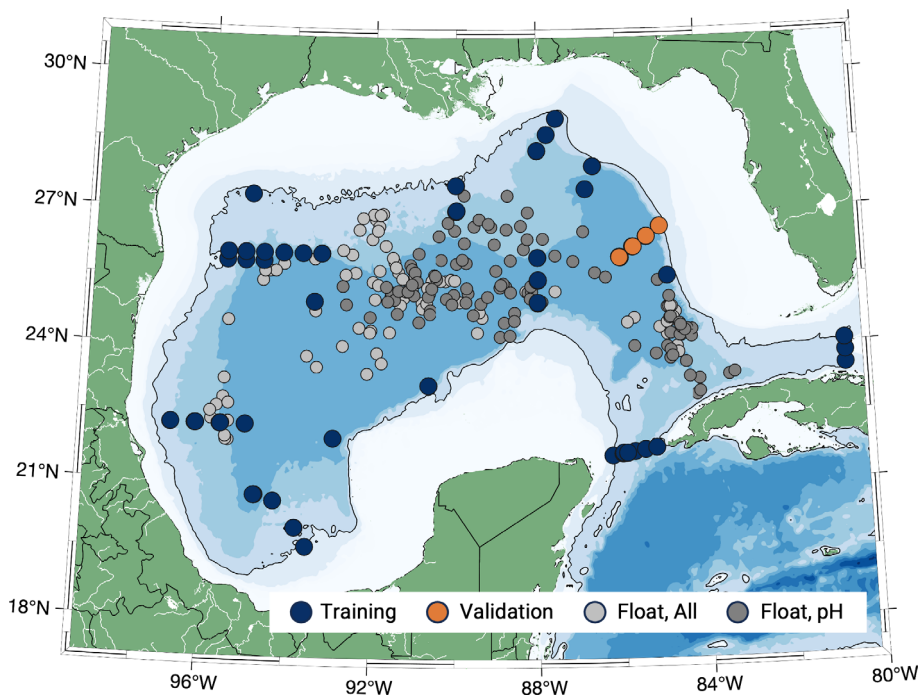 30°N
27°N
24°N
21°N
18°N
Training Validation Float, All Float, pH
96°W 92°W 88°W 84°W 80°W